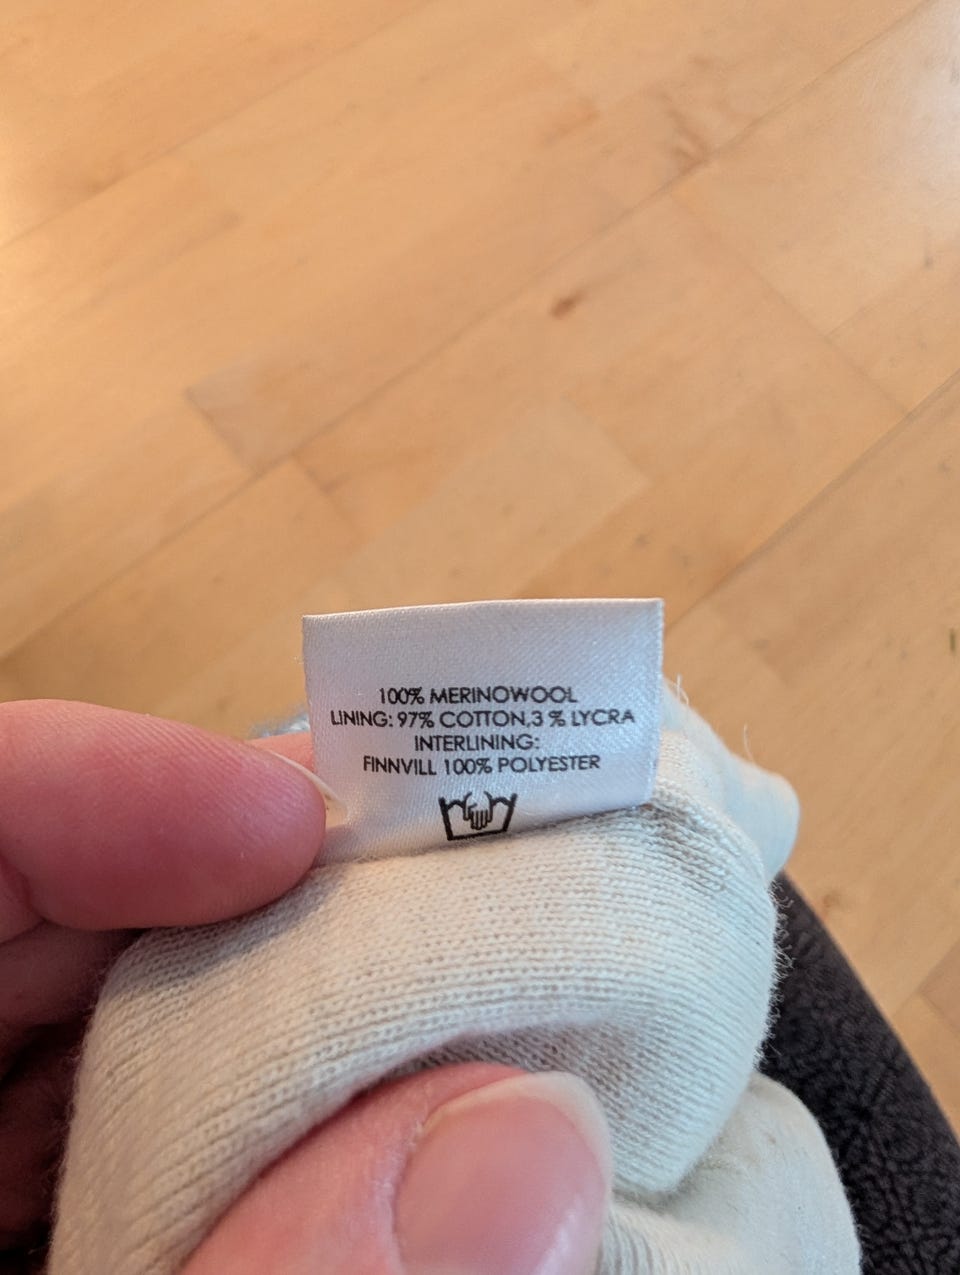 100% MERINOWOOL
LINING: 97% COTTON,3 % LYCRA
INTERLINING:
FINNVILL 100% POLYESTER